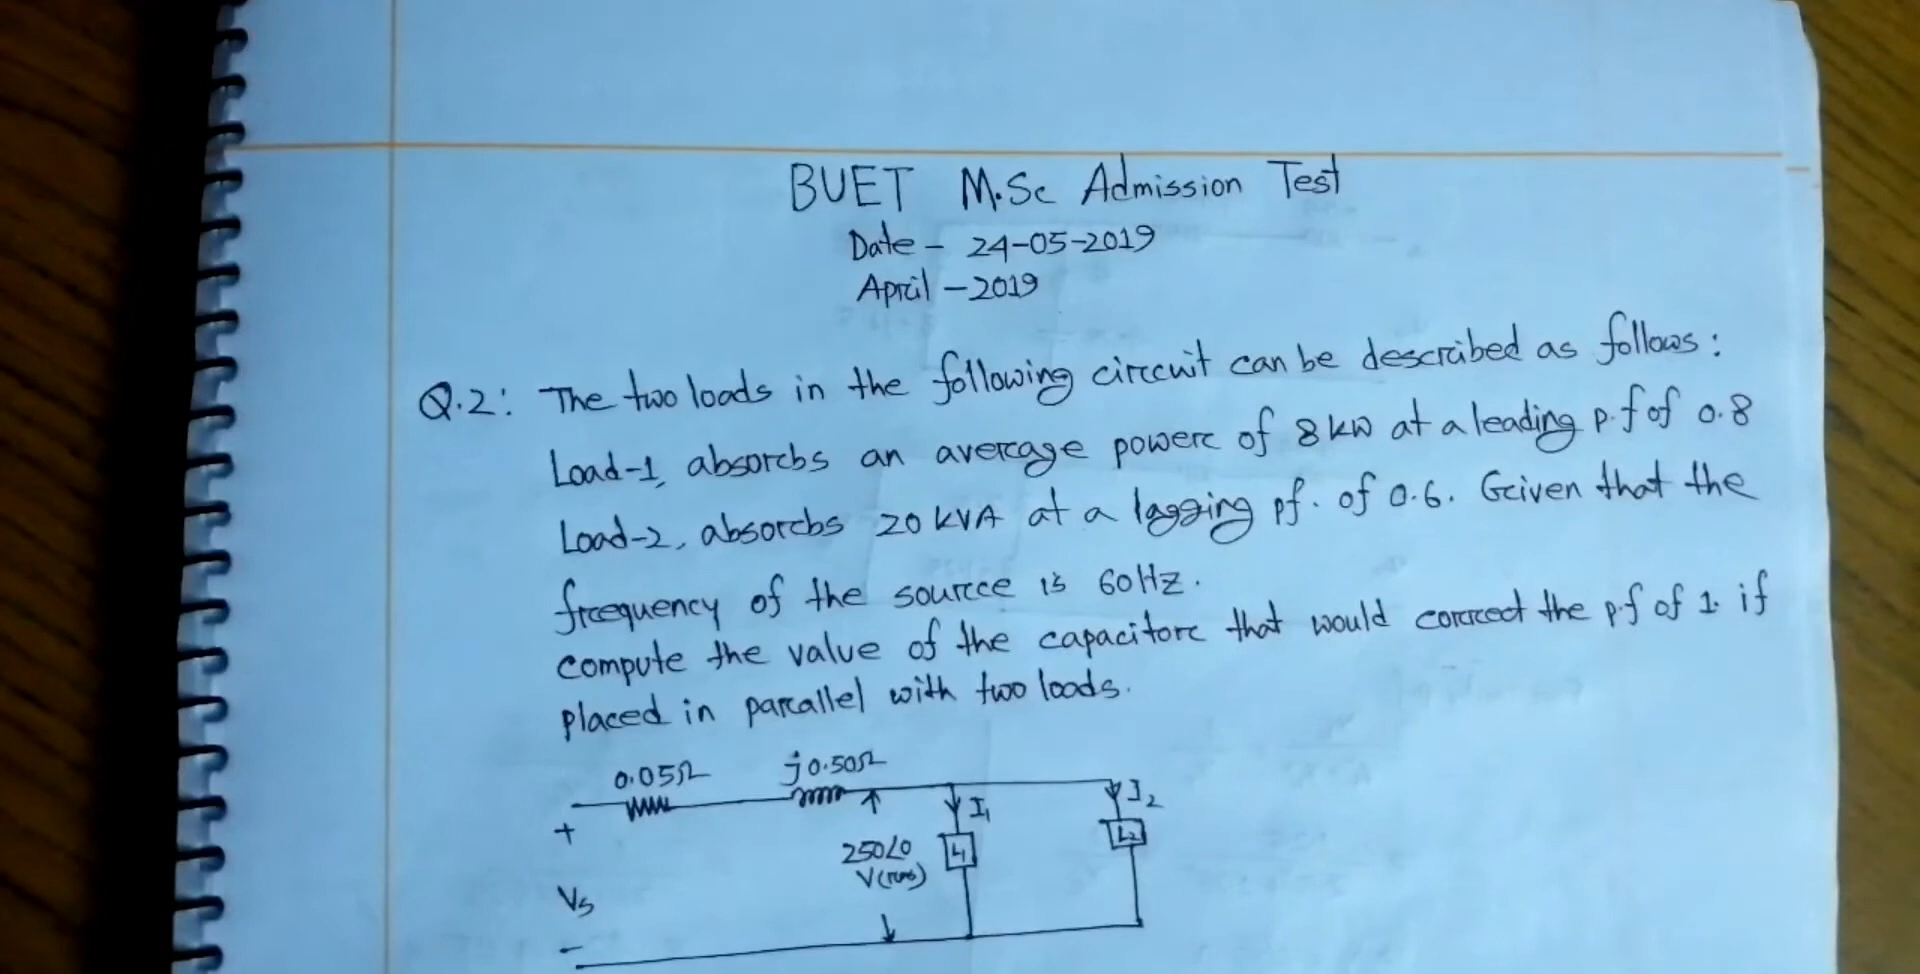 BUET M.Sc Admission Test
Date - 24-05-2019
April - 2019
Q.2: The two loads in the following circuit can be described as follows:
Load-1, absorbs an average power of 8 kW at a leading p.f of 0.8
Load-2, absorbs 20 kVA at a lagging pf. of 0.6. Given that the
frequency of the source is 60Hz.
compute the value of the capacitor that would correct the p.f of 1. if
placed in parallel with two loads.
0.05Ω j0.50Ω
+ I₁ I₂
250∠0 L1 L2
V(rms)
Vs
-